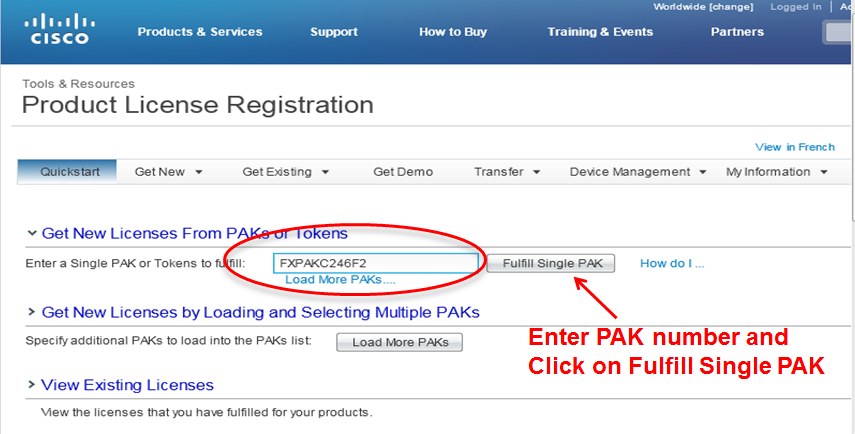 Worldwide [change] Logged In
CISCO
Products & Services Support How to Buy Training & Events Partners
Tools & Resources
Product License Registration
View in French
Quickstart Get New Get Existing Get Demo Transfer Device Management My Information
Get New Licenses From PAKs or Tokens
Enter a Single PAK or Tokens to fulfill: FXPAKC246F2 Fulfill Single PAK How do I ...
Load More PAKs....
Get New Licenses by Loading and Selecting Multiple PAKs
Specify additional PAKs to load into the PAKs list: Load More PAKs
Enter PAK number and
Click on Fulfill Single PAK
View Existing Licenses
View the licenses that you have fulfilled for your products.